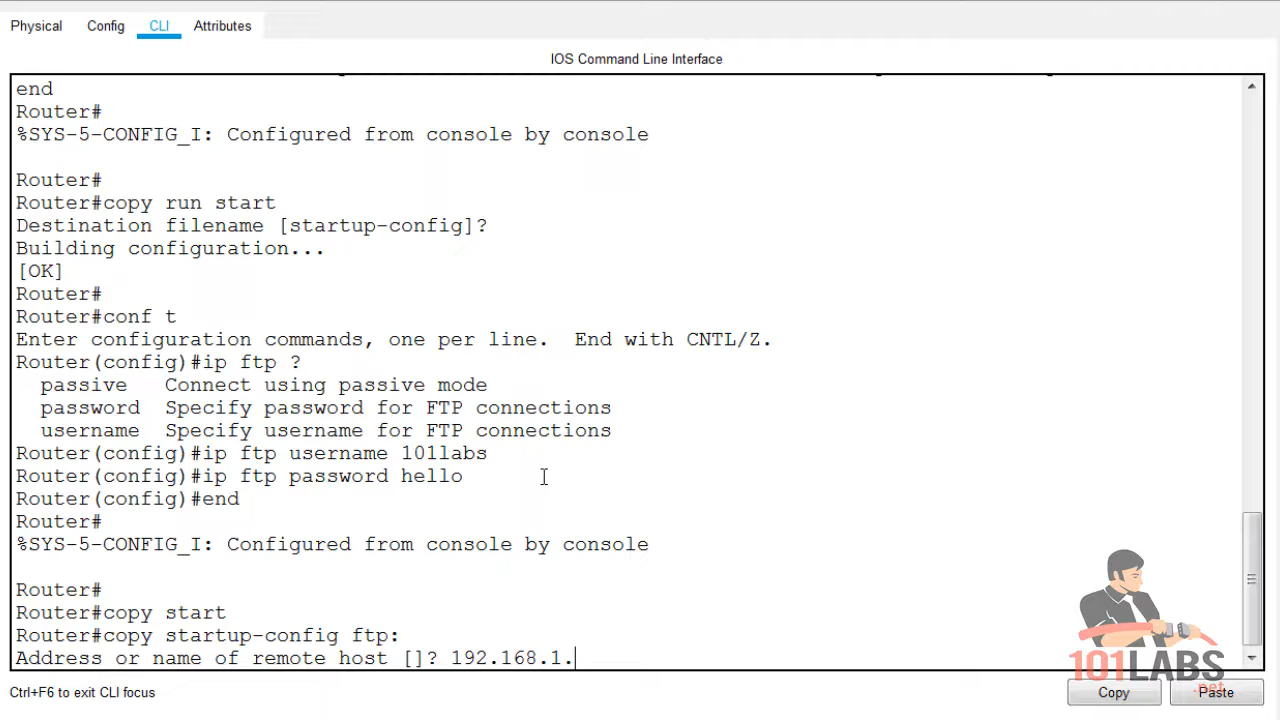 Physical Config CLI Attributes
IOS Command Line Interface
end
Router#
%SYS-5-CONFIG_I: Configured from console by console
Router#
Router#copy run start
Destination filename [startup-config]?
Building configuration...
[OK]
Router#
Router#conf t
Enter configuration commands, one per line.  End with CNTL/Z.
Router(config)#ip ftp ?
  passive   Connect using passive mode
  password  Specify password for FTP connections
  username  Specify username for FTP connections
Router(config)#ip ftp username 101labs
Router(config)#ip ftp password hello
Router(config)#end
Router#
%SYS-5-CONFIG_I: Configured from console by console
Router#
Router#copy start
Router#copy startup-config ftp:
Address or name of remote host []? 192.168.1.
101LABS
.net
Ctrl+F6 to exit CLI focus
Copy Paste